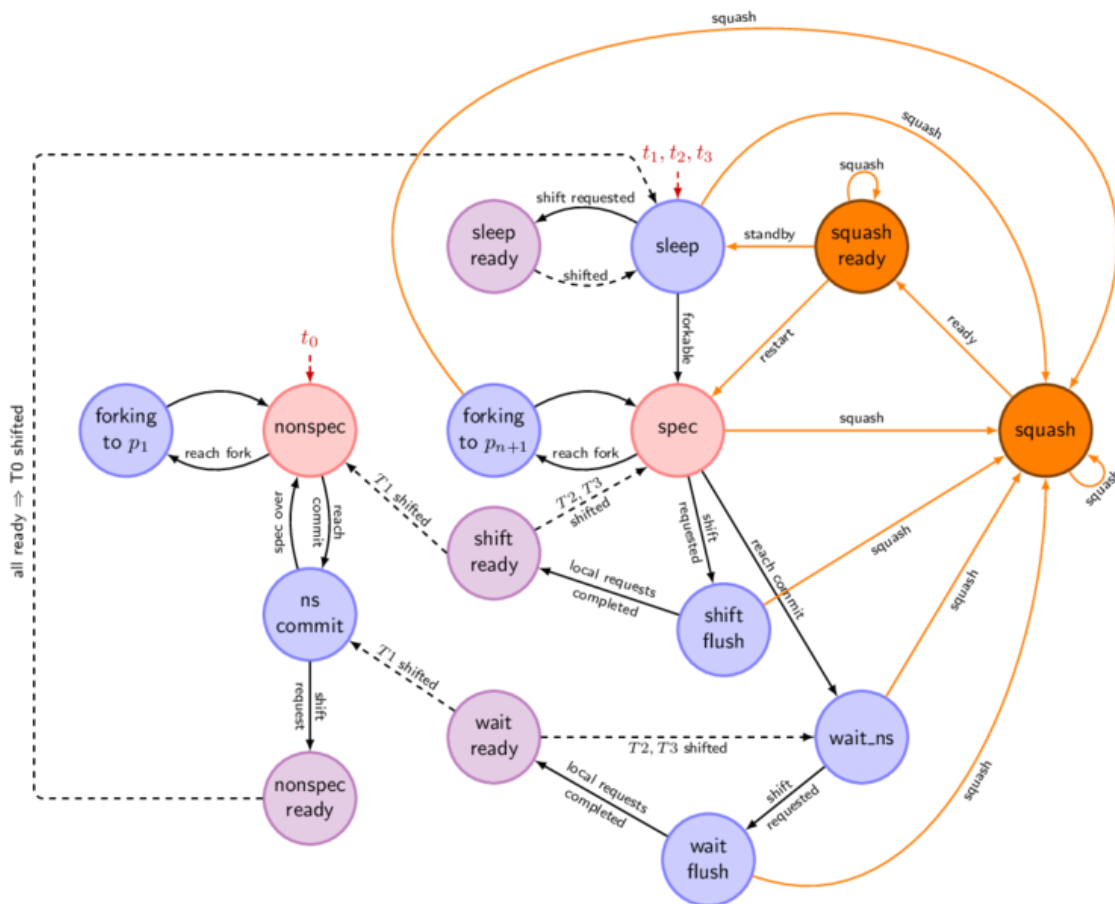 squash
squash
t₁, t₂, t₃
squash
shift requested
sleep
ready
sleep
standby
squash
ready
shifted
forkable
restart
ready
all ready ⇒ T0 shifted
t₀
forking
to p₁
nonspec
reach fork
forking
to pₙ₊₁
reach fork
spec
squash
squash
squash
T1 shifted
T2, T3
shifted
spec over
reach
commit
shift
ready
shift
requested
reach commit
squash
local requests
completed
squash
ns
commit
shift
flush
T1 shifted
shift
request
wait
ready
T2, T3 shifted
wait_ns
squash
nonspec
ready
local requests
completed
shift
requested
wait
flush